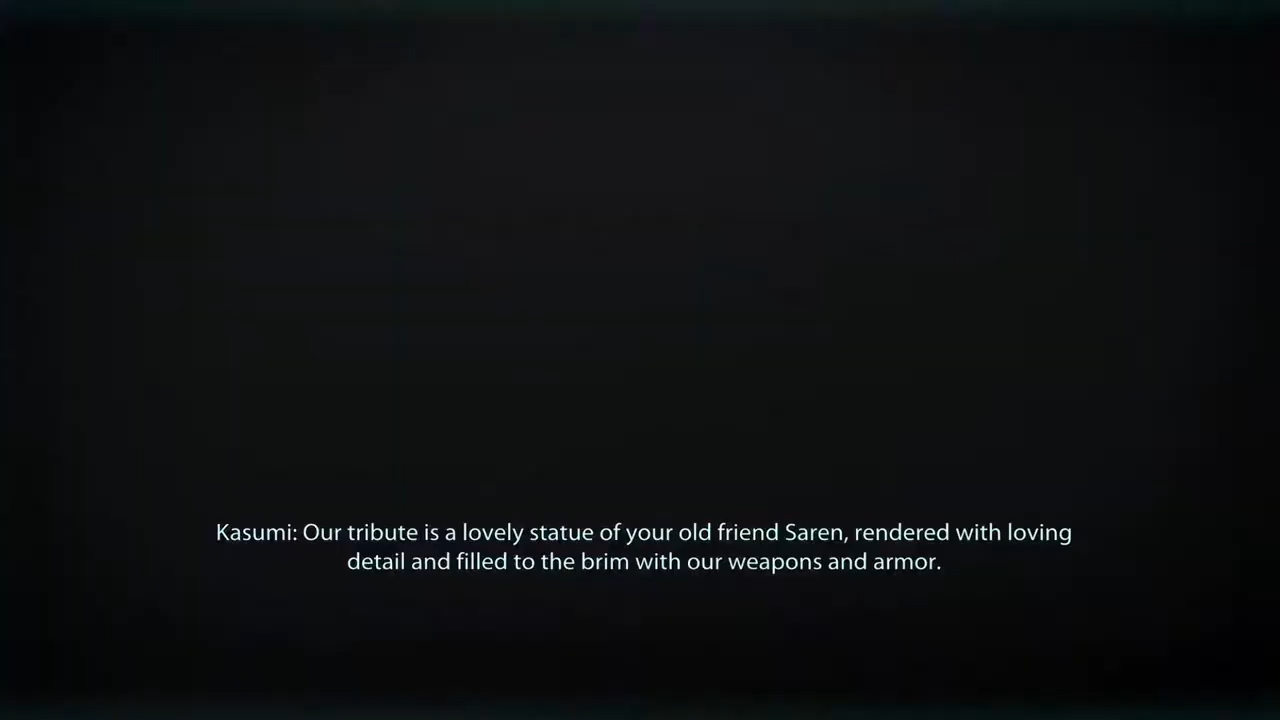 Kasumi: Our tribute is a lovely statue of your old friend Saren, rendered with loving
detail and filled to the brim with our weapons and armor.